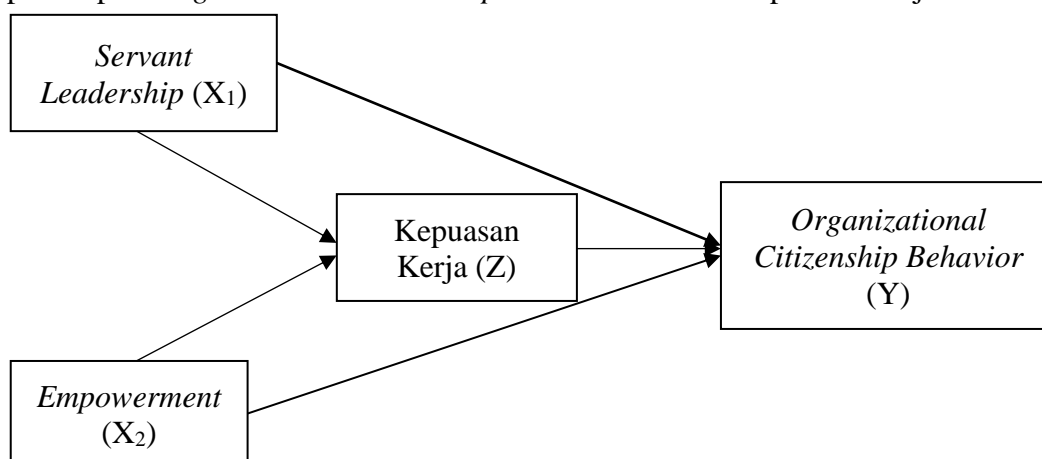 Servant
Leadership (X₁)
Kepuasan
Kerja (Z)
Organizational
Citizenship Behavior
(Y)
Empowerment
(X₂)